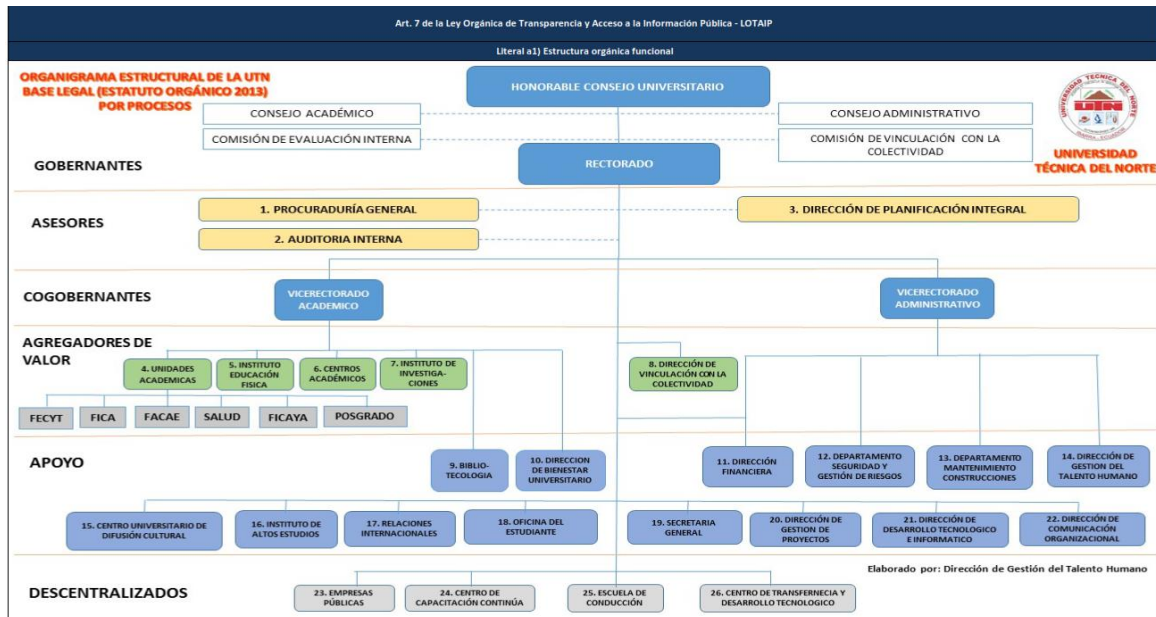 Art. 7 de la Ley Orgánica de Transparencia y Acceso a la Información Pública - LOTAIP
Literal a1) Estructura orgánica funcional
ORGANIGRAMA ESTRUCTURAL DE LA UTN
BASE LEGAL (ESTATUTO ORGÁNICO 2013)
POR PROCESOS
HONORABLE CONSEJO UNIVERSITARIO
UNIVERSIDAD TECNICA DEL NORTE
UTN
IBARRA - ECUADOR
UNIVERSIDAD
TÉCNICA DEL NORTE
CONSEJO ACADÉMICO
CONSEJO ADMINISTRATIVO
COMISIÓN DE EVALUACIÓN INTERNA
COMISIÓN DE VINCULACIÓN CON LA
COLECTIVIDAD
GOBERNANTES
RECTORADO
ASESORES
1. PROCURADURÍA GENERAL
3. DIRECCIÓN DE PLANIFICACIÓN INTEGRAL
2. AUDITORIA INTERNA
COGOBERNANTES
VICERECTORADO
ACADEMICO
VICERECTORADO
ADMINISTRATIVO
AGREGADORES DE
VALOR
4. UNIDADES
ACADEMICAS
5. INSTITUTO
EDUCACIÓN
FISICA
6. CENTROS
ACADÉMICOS
7. INSTITUTO DE
INVESTIGA-
CIONES
8. DIRECCIÓN DE
VINCULACIÓN CON LA
COLECTIVIDAD
FECYT
FICA
FACAE
SALUD
FICAYA
POSGRADO
APOYO
9. BIBLIO-
TECOLOGIA
10. DIRECCION
DE BIENESTAR
UNIVERSITARIO
11. DIRECCIÓN
FINANCIERA
12. DEPARTAMENTO
SEGURIDAD Y
GESTIÓN DE RIESGOS
13. DEPARTAMENTO
MANTENIMIENTO
CONSTRUCCIONES
14. DIRECCIÓN DE
GESTION DEL
TALENTO HUMANO
15. CENTRO UNIVERSITARIO DE
DIFUSIÓN CULTURAL
16. INSTITUTO DE
ALTOS ESTUDIOS
17. RELACIONES
INTERNACIONALES
18. OFICINA DEL
ESTUDIANTE
19. SECRETARIA
GENERAL
20. DIRECCIÓN DE
GESTION DE
PROYECTOS
21. DIRECCIÓN DE
DESARROLLO TECNOLOGICO
E INFORMATICO
22. DIRECCIÓN DE
COMUNICACIÓN
ORGANIZACIONAL
Elaborado por: Dirección de Gestión del Talento Humano
DESCENTRALIZADOS
23. EMPRESAS
PÚBLICAS
24. CENTRO DE
CAPACITACIÓN CONTINÚA
25. ESCUELA DE
CONDUCCIÓN
26. CENTRO DE TRANSFERNECIA Y
DESARROLLO TECNOLOGICO